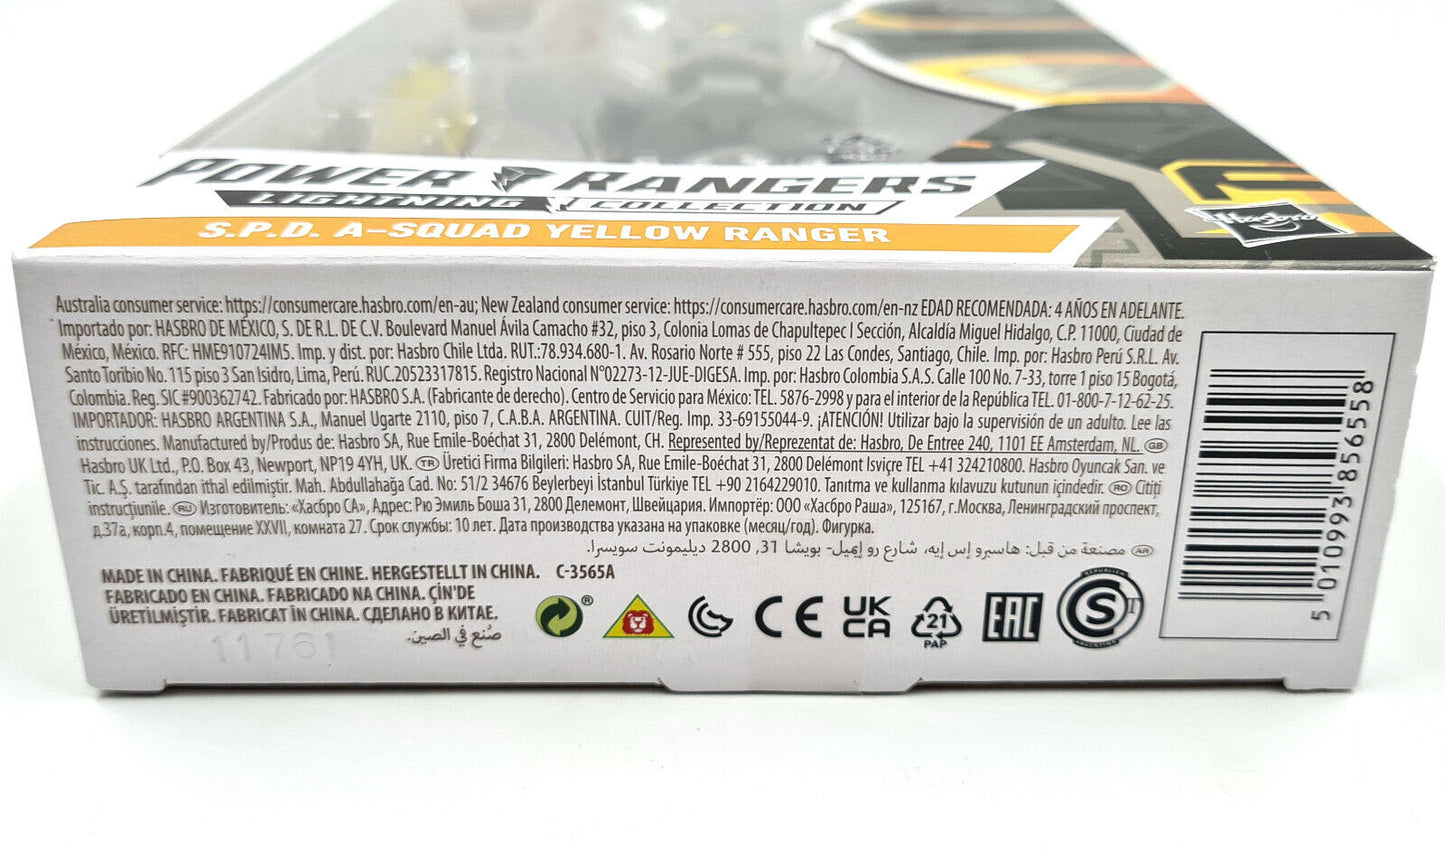 POWER RANGERS
LIGHTNING COLLECTION
S.P.D. A-SQUAD YELLOW RANGER
Hasbro
Australia consumer service: https://consumercare.hasbro.com/en-au; New Zealand consumer service: https://consumercare.hasbro.com/en-nz EDAD RECOMENDADA: 4 AÑOS EN ADELANTE.
Importado por: HASBRO DE MÉXICO, S. DE R.L. DE C.V. Boulevard Manuel Ávila Camacho #32, piso 3, Colonia Lomas de Chapultepec I Sección, Alcaldía Miguel Hidalgo, C.P. 11000, Ciudad de
México, México. RFC: HME910724IM5. Imp. y dist. por: Hasbro Chile Ltda. RUT.:78.934.680-1. Av. Rosario Norte # 555, piso 22 Las Condes, Santiago, Chile. Imp. por: Hasbro Perú S.R.L. Av.
Santo Toribio No. 115 piso 3 San Isidro, Lima, Perú. RUC.20523317815. Registro Nacional N°02273-12-JUE-DIGESA. Imp. por: Hasbro Colombia S.A.S. Calle 100 No. 7-33, torre 1 piso 15 Bogotá,
Colombia. Reg. SIC #900362742. Fabricado por: HASBRO S.A. (Fabricante de derecho). Centro de Servicio para México: TEL. 5876-2998 y para el interior de la República TEL. 01-800-7-12-62-25.
IMPORTADOR: HASBRO ARGENTINA S.A., Manuel Ugarte 2110, piso 7, C.A.B.A. ARGENTINA. CUIT/Reg. Imp. 33-69155044-9. ¡ATENCIÓN! Utilizar bajo la supervisión de un adulto. Lee las
instrucciones. Manufactured by/Produs de: Hasbro SA, Rue Emile-Boéchat 31, 2800 Delémont, CH. Represented by/Reprezentat de: Hasbro, De Entree 240, 1101 EE Amsterdam, NL. GB
Hasbro UK Ltd., P.O. Box 43, Newport, NP19 4YH, UK. TR Üretici Firma Bilgileri: Hasbro SA, Rue Emile-Boéchat 31, 2800 Delémont Isviçre TEL +41 324210800. Hasbro Oyuncak San. ve
Tic. A.Ş. tarafından ithal edilmiştir. Mah. Abdullahağa Cad. No: 51/2 34676 Beylerbeyi İstanbul Türkiye TEL +90 2164229010. Tanıtma ve kullanma kılavuzu kutunun içindedir. RO Citiți
instrucțiunile. RU Изготовитель: «Хасбро СА», Адрес: Рю Эмиль Боша 31, 2800 Делемонт, Швейцария. Импортёр: ООО «Хасбро Раша», 125167, г.Москва, Ленинградский проспект,
д.37а, корп.4, помещение XXVII, комната 27. Срок службы: 10 лет. Дата производства указана на упаковке (месяц/год). Фигурка.
AR مصنعة من قبل: هاسبرو إس إيه، شارع رو إيميل- بويشا 31, 2800 ديليمونت سويسرا.
MADE IN CHINA. FABRIQUÉ EN CHINE. HERGESTELLT IN CHINA. C-3565A
FABRICADO EN CHINA. FABRICADO NA CHINA. ÇİN'DE
ÜRETİLMİŞTİR. FABRICAT ÎN CHINA. СДЕЛАНО В КИТАЕ.
صُنع في الصين.
11761
® CE UK CA 21 PAP EAC S
ARGENTINA
5 010993 856558